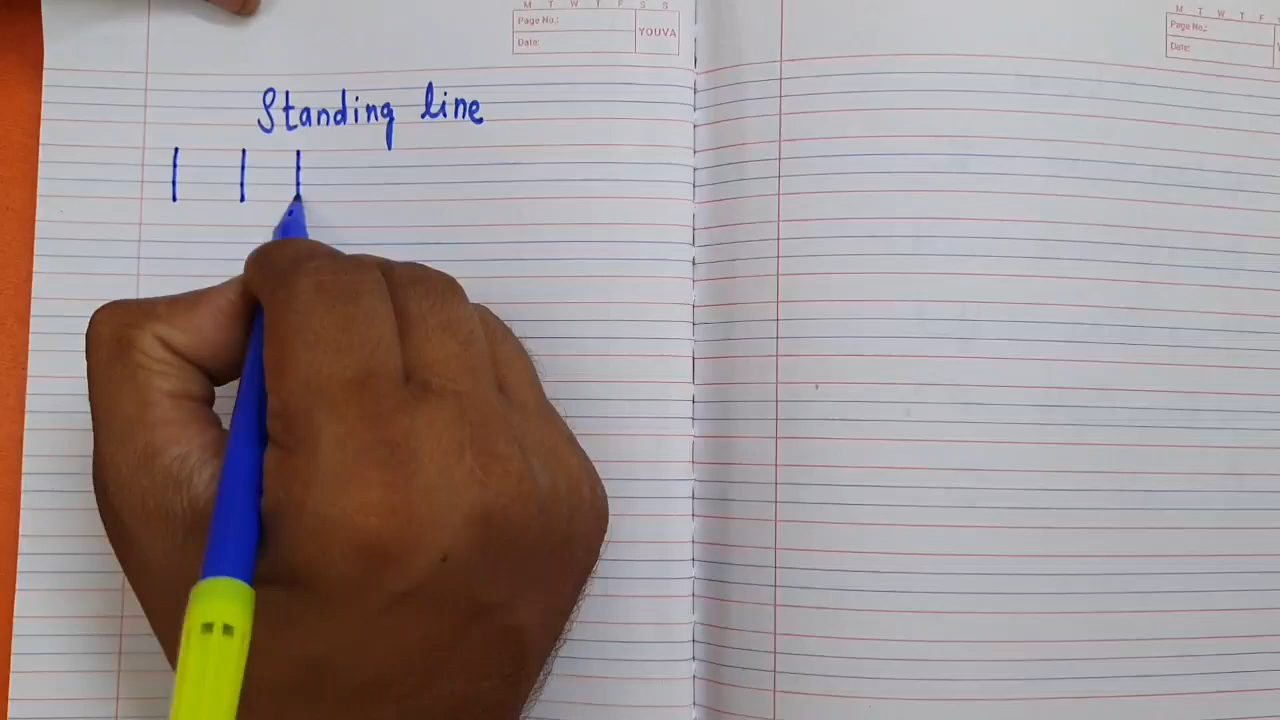 M T W T F S S
Page No.:
Date:
YOUVA
Standing line
M T W T F
Page No.:
Date: